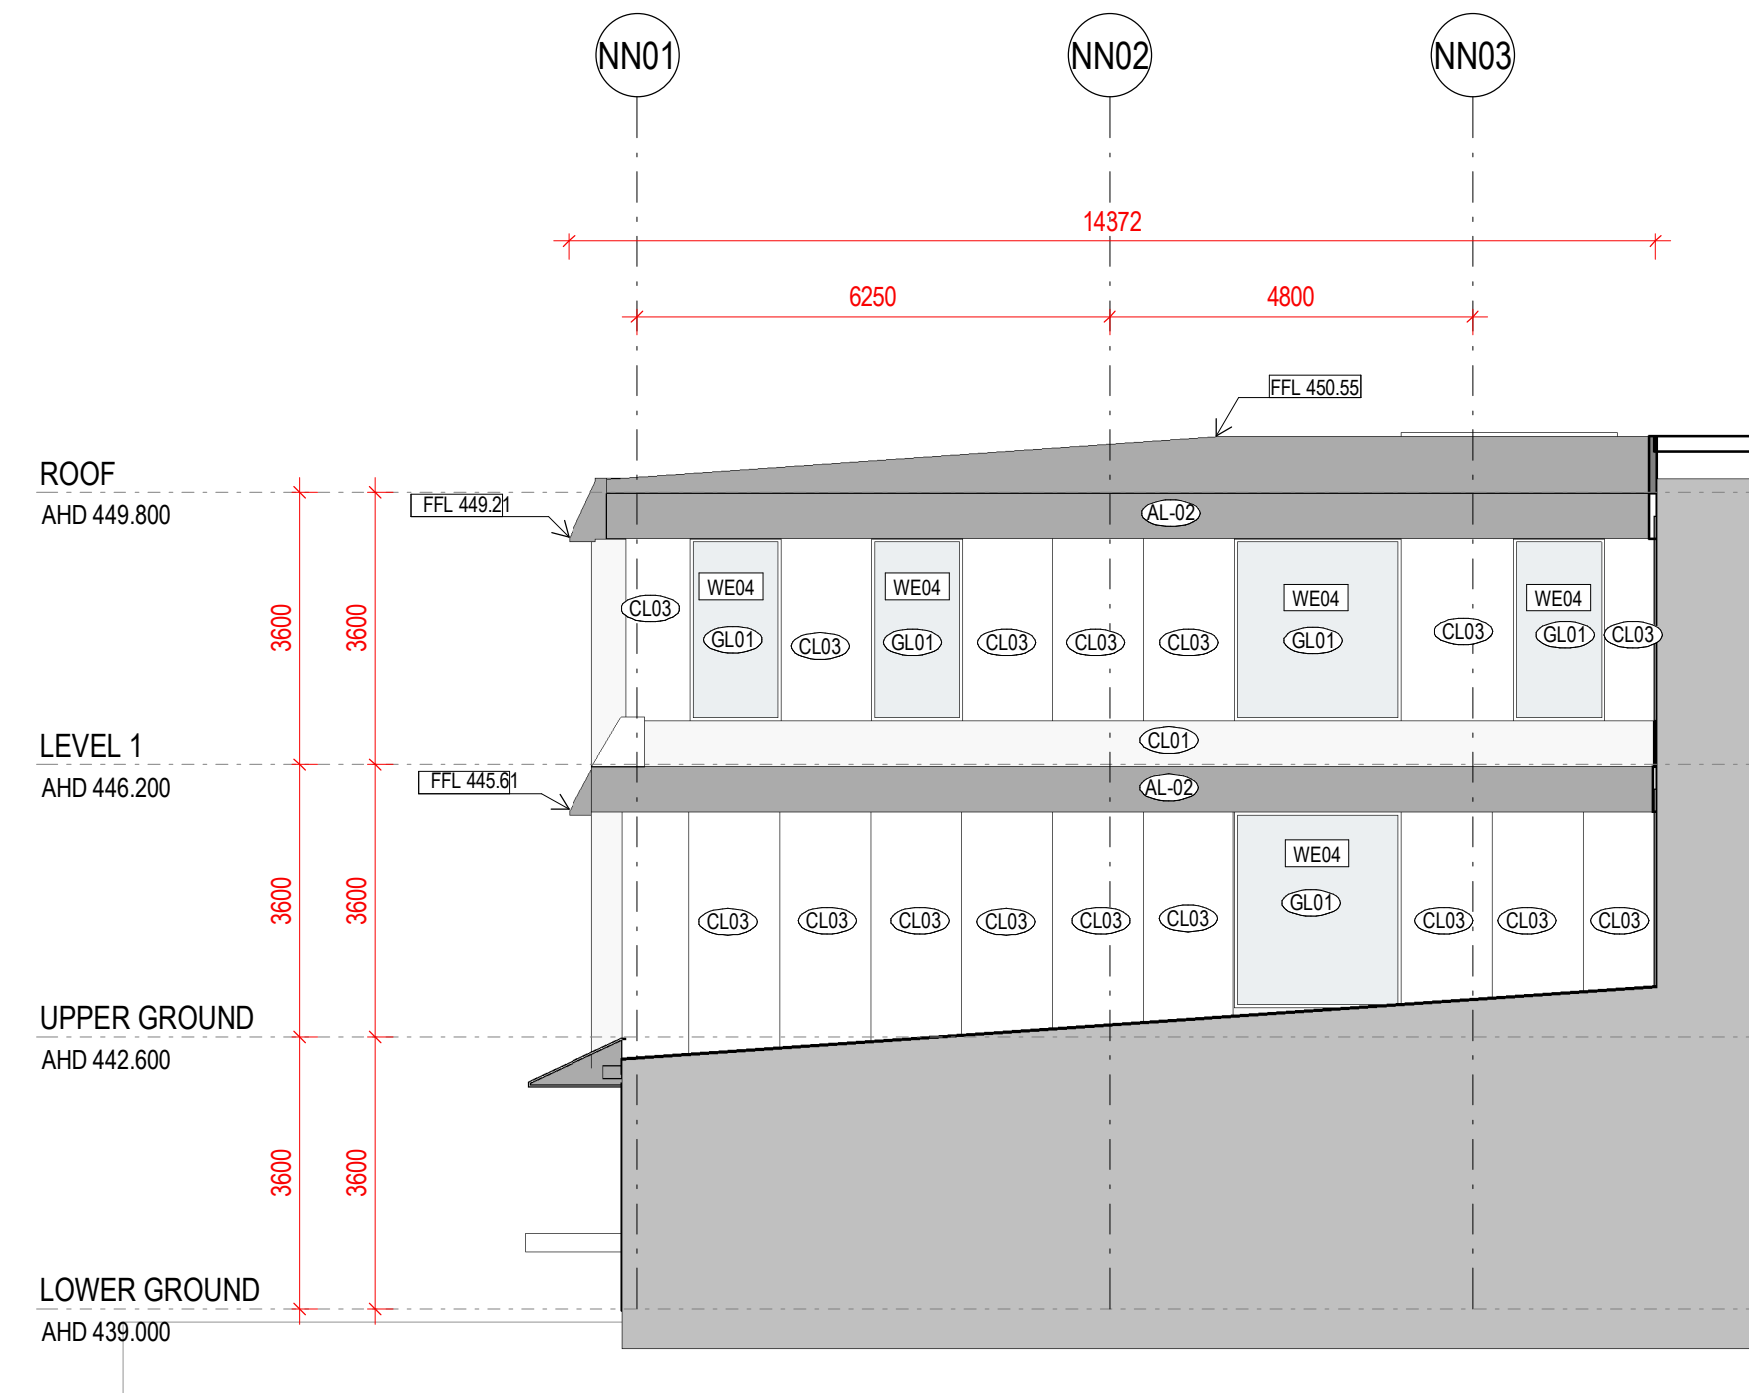 NN01 NN02 NN03
14372
6250 4800
FFL 450.55
ROOF
AHD 449.800
FFL 449.21
AL-02
WE04 WE04 WE04 WE04
CL03 GL01 CL03 GL01 CL03 CL03 CL03 GL01 CL03 GL01 CL03
3600 3600
LEVEL 1
AHD 446.200
CL01
FFL 445.61
AL-02
WE04
GL01
3600 3600
CL03 CL03 CL03 CL03 CL03 CL03 CL03 CL03 CL03
UPPER GROUND
AHD 442.600
3600 3600
LOWER GROUND
AHD 439.000